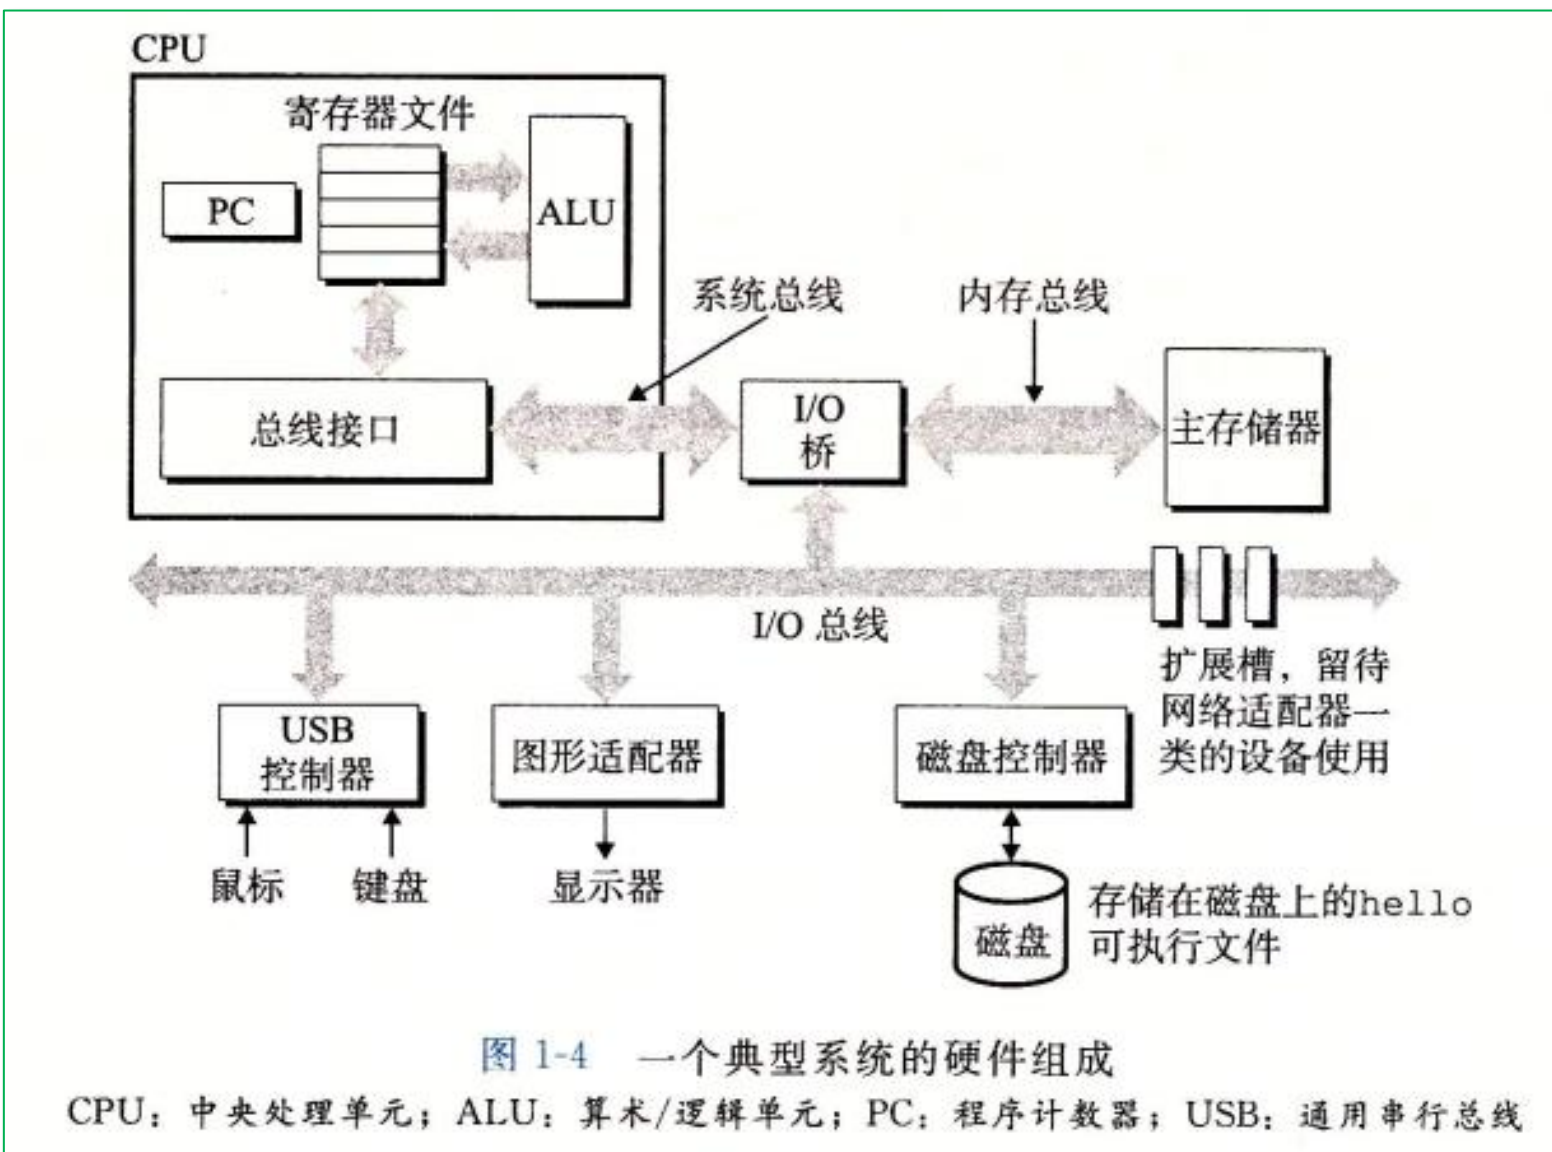 CPU
寄存器文件
PC
ALU
系统总线
内存总线
总线接口
I/O
桥
主存储器
I/O 总线
扩展槽，留待
网络适配器一
类的设备使用
USB
控制器
图形适配器
磁盘控制器
鼠标
键盘
显示器
磁盘
存储在磁盘上的hello
可执行文件
图 1-4 一个典型系统的硬件组成
CPU：中央处理单元；ALU：算术/逻辑单元；PC：程序计数器；USB：通用串行总线